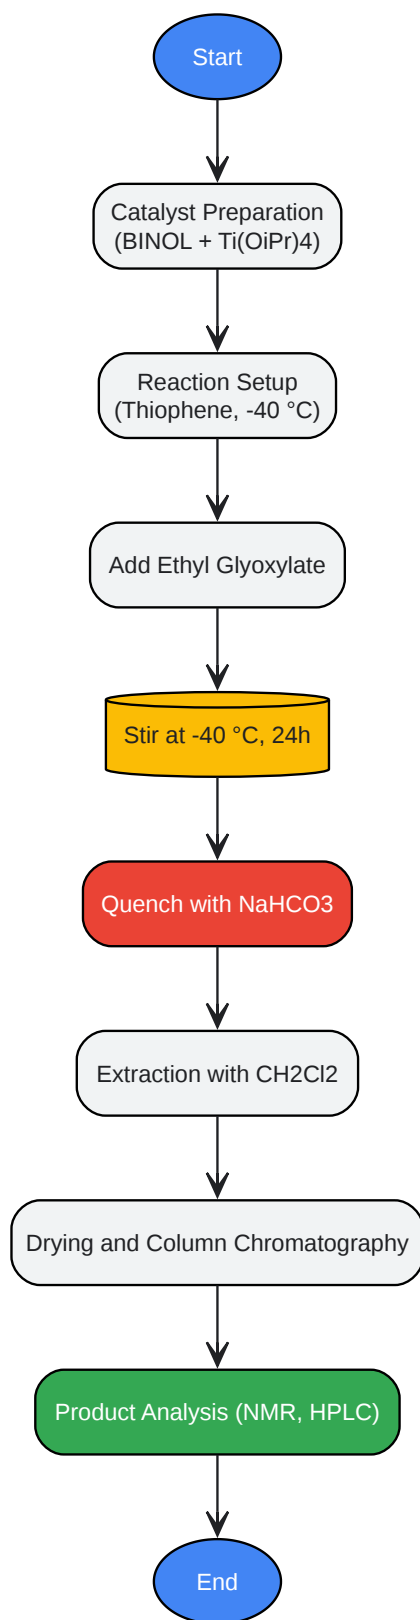 Start
Catalyst Preparation
(BINOL + Ti(OiPr)4)
Reaction Setup
(Thiophene, -40 °C)
Add Ethyl Glyoxylate
Stir at -40 °C, 24h
Quench with NaHCO3
Extraction with CH2Cl2
Drying and Column Chromatography
Product Analysis (NMR, HPLC)
End